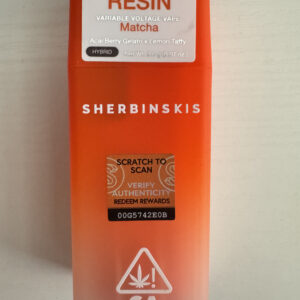 RESIN
VARIABLE VOLTAGE VAPE
Matcha
Acai Berry Gelato x Lemon Taffy
HYBRID
SHERBINSKIS
SCRATCH TO
SCAN
VERIFY
AUTHENTICITY
REDEEM REWARDS
00G5742E0B
CA